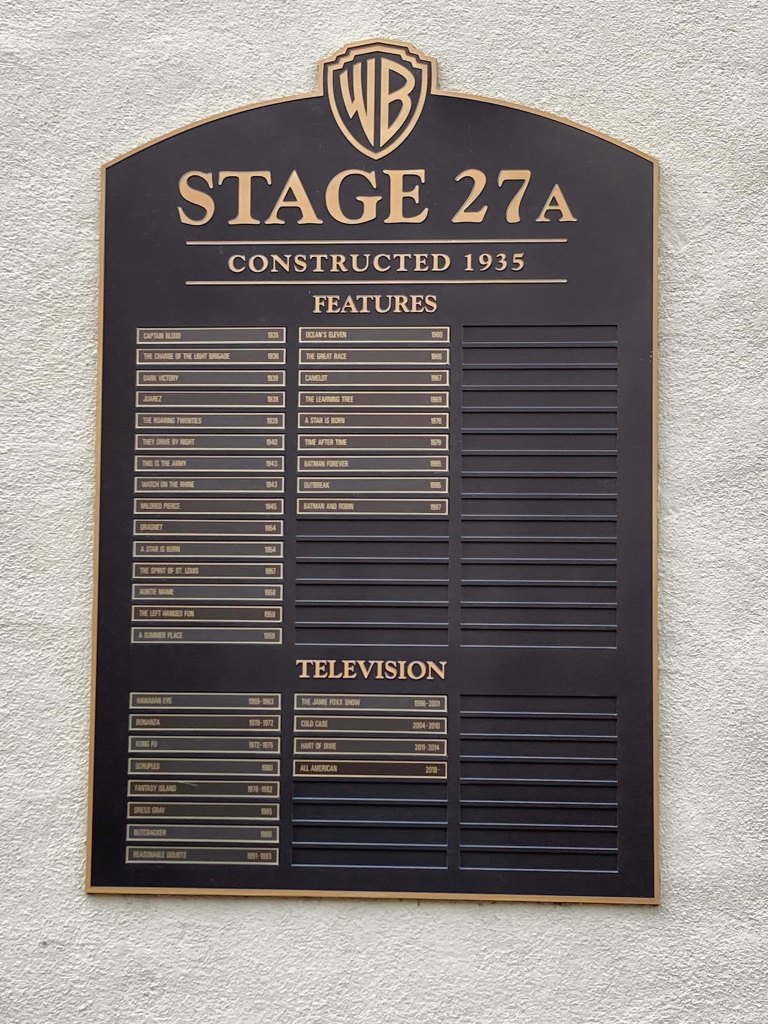 WB
STAGE 27A
CONSTRUCTED 1935
FEATURES
CAPTAIN BLOOD 1935
THE CHARGE OF THE LIGHT BRIGADE 1936
DARK VICTORY 1939
JUAREZ 1939
THE ROARING TWENTIES 1939
THEY DRIVE BY NIGHT 1940
THIS IS THE ARMY 1943
WATCH ON THE RHINE 1943
MILDRED PIERCE 1945
DRAGNET 1954
A STAR IS BORN 1954
THE SPIRIT OF ST. LOUIS 1957
AUNTIE MAME 1958
THE LEFT HANDED FUN 1958
A SUMMER PLACE 1959
OCEAN'S ELEVEN 1960
THE GREAT RACE 1965
CAMELOT 1967
THE LEARNING TREE 1969
A STAR IS BORN 1976
TIME AFTER TIME 1979
BATMAN FOREVER 1995
OUTBREAK 1995
BATMAN AND ROBIN 1997
TELEVISION
HAWAIIAN EYE 1959-1963
BONANZA 1970-1972
KUNG FU 1972-1975
SCRUPLES 1980
FANTASY ISLAND 1978-1982
DRESS GRAY 1985
NUTCRACKER 1986
REASONABLE DOUBTS 1991-1993
THE JAMIE FOXX SHOW 1996-2001
COLD CASE 2004-2010
HART OF DIXIE 2011-2014
ALL AMERICAN 2018-